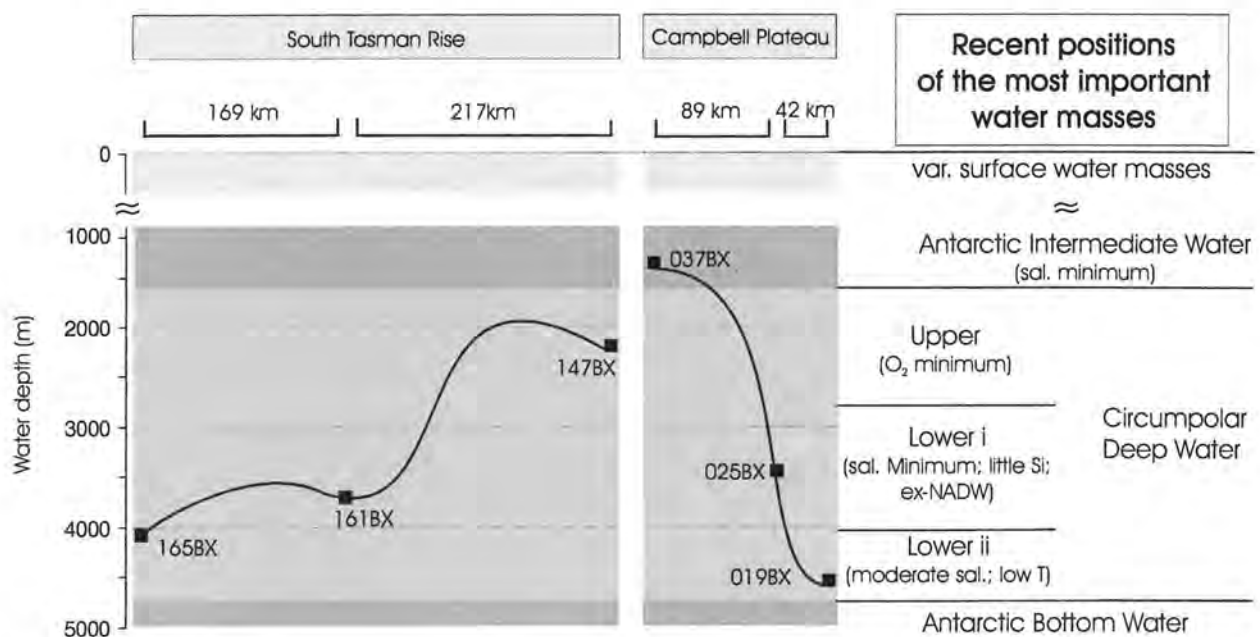 South Tasman Rise
Campbell Plateau
Recent positions
of the most important
water masses
169 km
217km
89 km
42 km
0
var. surface water masses
≈
≈
1000
Antarctic Intermediate Water
(sal. minimum)
037BX
2000
Upper
(O₂ minimum)
147BX
Water depth (m)
3000
Lower i
(sal. Minimum; little Si;
ex-NADW)
Circumpolar
Deep Water
025BX
161BX
4000
165BX
Lower ii
(moderate sal.; low T)
019BX
5000
Antarctic Bottom Water